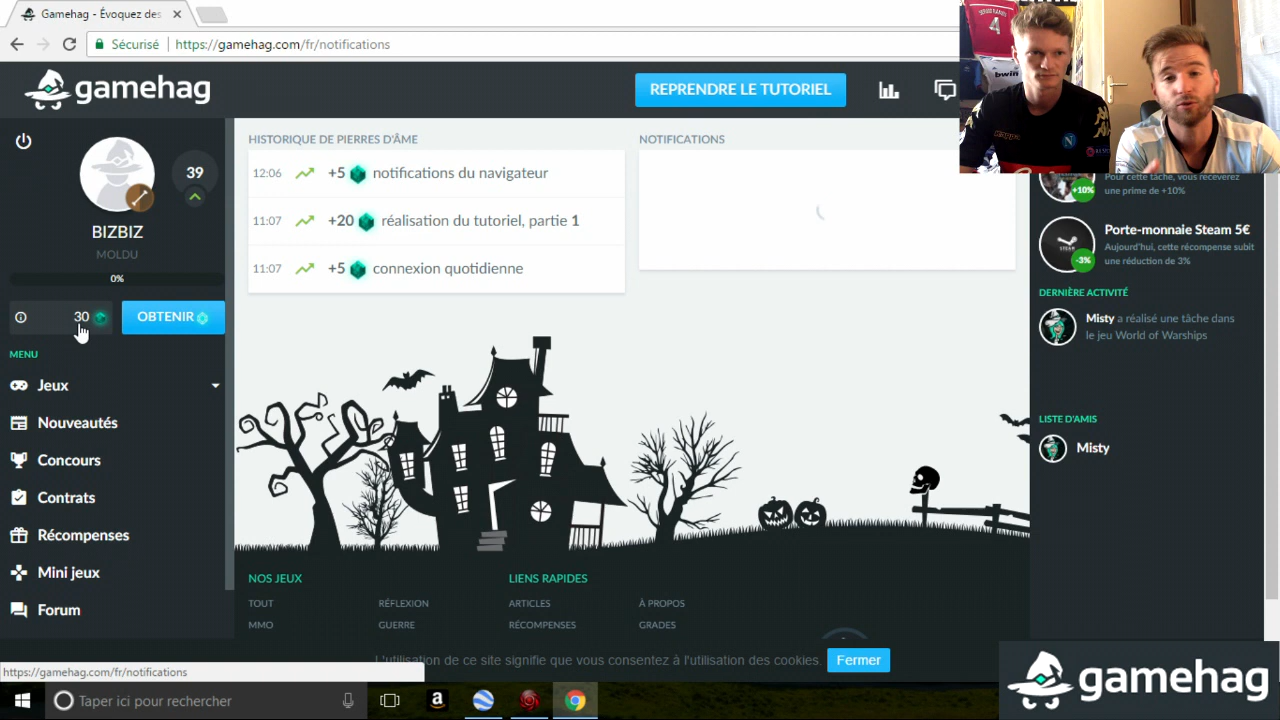 Gamehag - Évoquez des
Sécurisé | https://gamehag.com/fr/notifications
gamehag
REPRENDRE LE TUTORIEL
39
BIZBIZ
MOLDU
0%
30
OBTENIR
MENU
Jeux
Nouveautés
Concours
Contrats
Récompenses
Mini jeux
Forum
HISTORIQUE DE PIERRES D'ÂME
12:06 +5 notifications du navigateur
11:07 +20 réalisation du tutoriel, partie 1
11:07 +5 connexion quotidienne
NOTIFICATIONS
4
bwin
Kappa
Pour cette tâche, vous receverez
une prime de +10%
+10%
Porte-monnaie Steam 5€
Aujourd'hui, cette récompense subit
une réduction de 3%
STEAM
-3%
DERNIÈRE ACTIVITÉ
Misty a réalisé une tâche dans
le jeu World of Warships
LISTE D'AMIS
Misty
NOS JEUX
TOUT
MMO
RÉFLEXION
GUERRE
LIENS RAPIDES
ARTICLES
RÉCOMPENSES
À PROPOS
GRADES
L'utilisation de ce site signifie que vous consentez à l'utilisation des cookies.
Fermer
https://gamehag.com/fr/notifications
gamehag
Taper ici pour rechercher